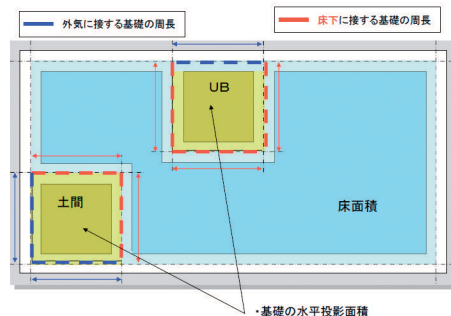 外気に接する基礎の周長
床下に接する基礎の周長
UB
土間
床面積
・基礎の水平投影面積